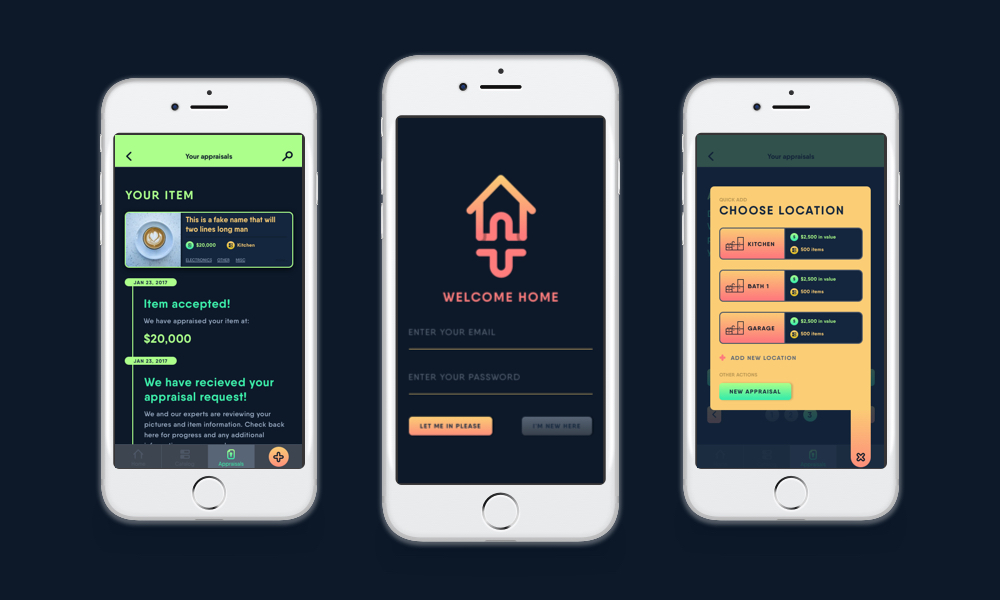 Your appraisals
YOUR ITEM
This is a fake name that will
two lines long man
$20,000
Kitchen
ELECTRONICS OTHER MISC
JAN 23, 2017
Item accepted!
We have appraised your item at:
$20,000
JAN 23, 2017
We have recieved your
appraisal request!
We and our experts are reviewing your
pictures and item information. Check back
here for progress and any additional
Appraisals
WELCOME HOME
ENTER YOUR EMAIL
ENTER YOUR PASSWORD
LET ME IN PLEASE
I'M NEW HERE
Your appraisals
QUICK ADD
CHOOSE LOCATION
KITCHEN
$2,500 in value
500 items
BATH 1
$2,500 in value
500 items
GARAGE
$2,500 in value
500 items
ADD NEW LOCATION
OTHER ACTIONS
NEW APPRAISAL